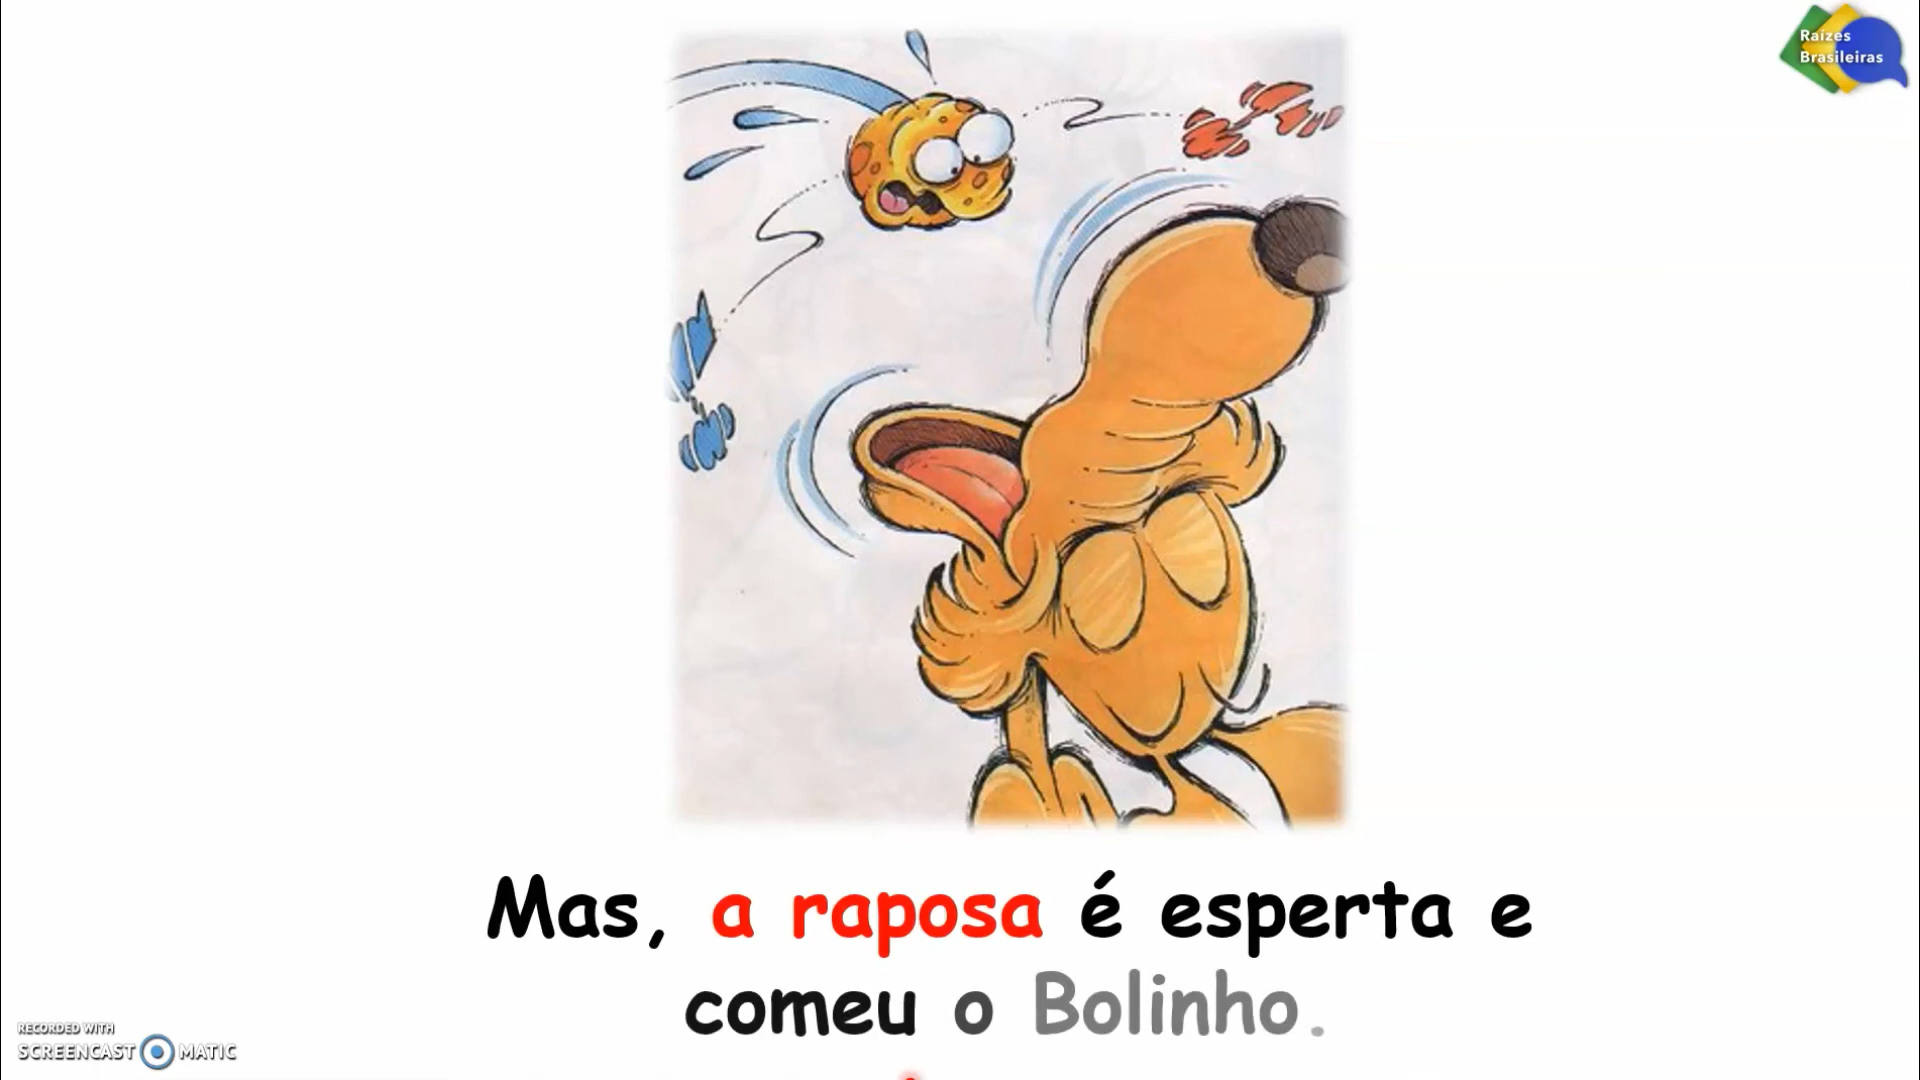 Raízes
Brasileiras
Mas, a raposa é esperta e
comeu o Bolinho.
RECORDED WITH
SCREENCAST MATIC